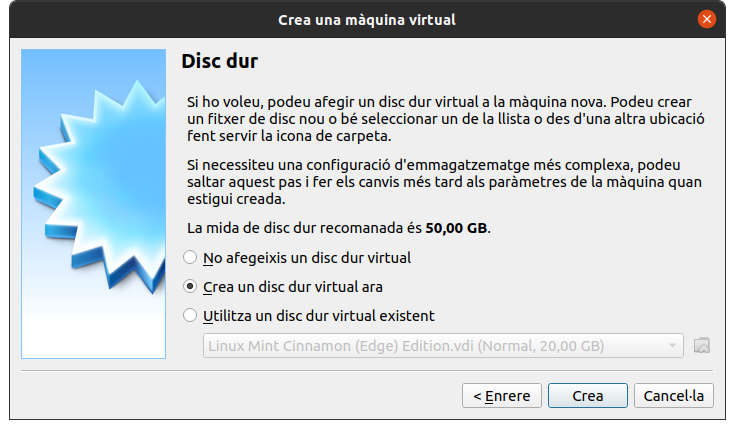 Crea una màquina virtual
Disc dur
Si ho voleu, podeu afegir un disc dur virtual a la màquina nova. Podeu crear
un fitxer de disc nou o bé seleccionar un de la llista o des d'una altra ubicació
fent servir la icona de carpeta.
Si necessiteu una configuració d'emmagatzematge més complexa, podeu
saltar aquest pas i fer els canvis més tard als paràmetres de la màquina quan
estigui creada.
La mida de disc dur recomanada és 50,00 GB.
No afegeixis un disc dur virtual
Crea un disc dur virtual ara
Utilitza un disc dur virtual existent
Linux Mint Cinnamon (Edge) Edition.vdi (Normal, 20,00 GB)
< Enrere
Crea
Cancel·la